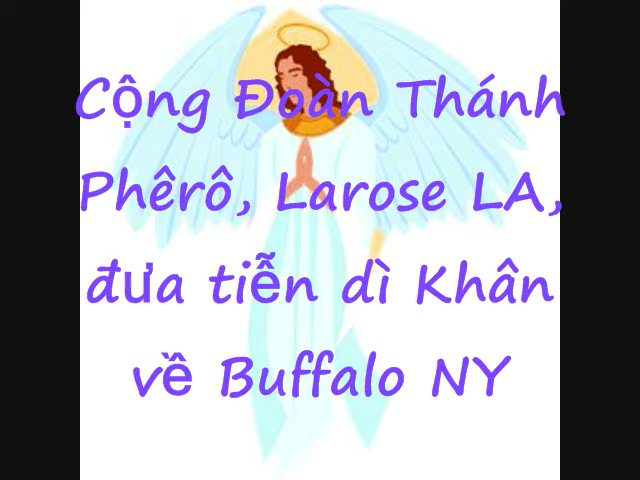 Cộng Đoàn Thánh
Phêrô, Larose LA,
đưa tiễn dì Khân
về Buffalo NY